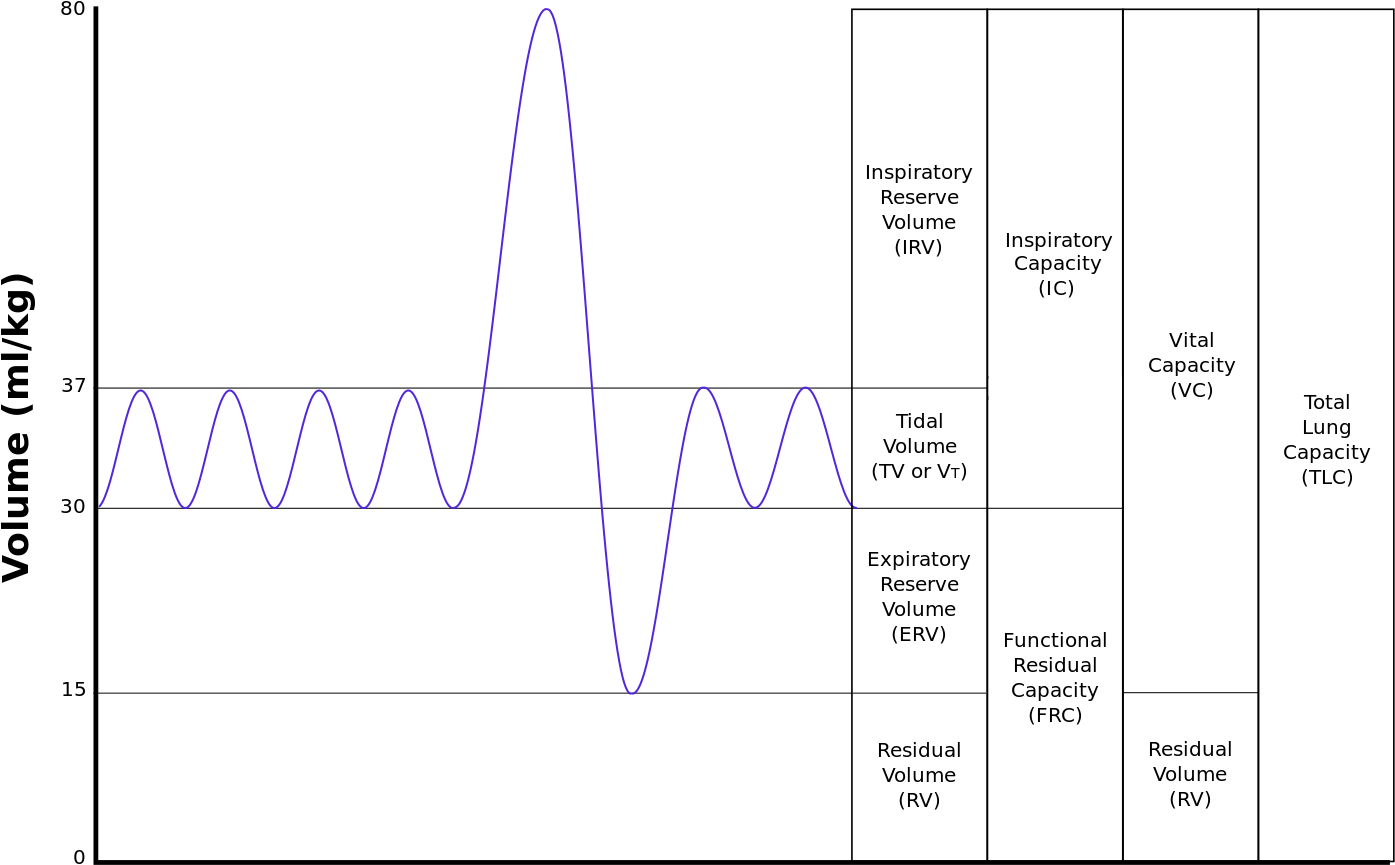 80
37
30
15
0
Volume (ml/kg)
Inspiratory
Reserve
Volume
(IRV)
Tidal
Volume
(TV or VT)
Expiratory
Reserve
Volume
(ERV)
Residual
Volume
(RV)
Inspiratory
Capacity
(IC)
Functional
Residual
Capacity
(FRC)
Vital
Capacity
(VC)
Residual
Volume
(RV)
Total
Lung
Capacity
(TLC)